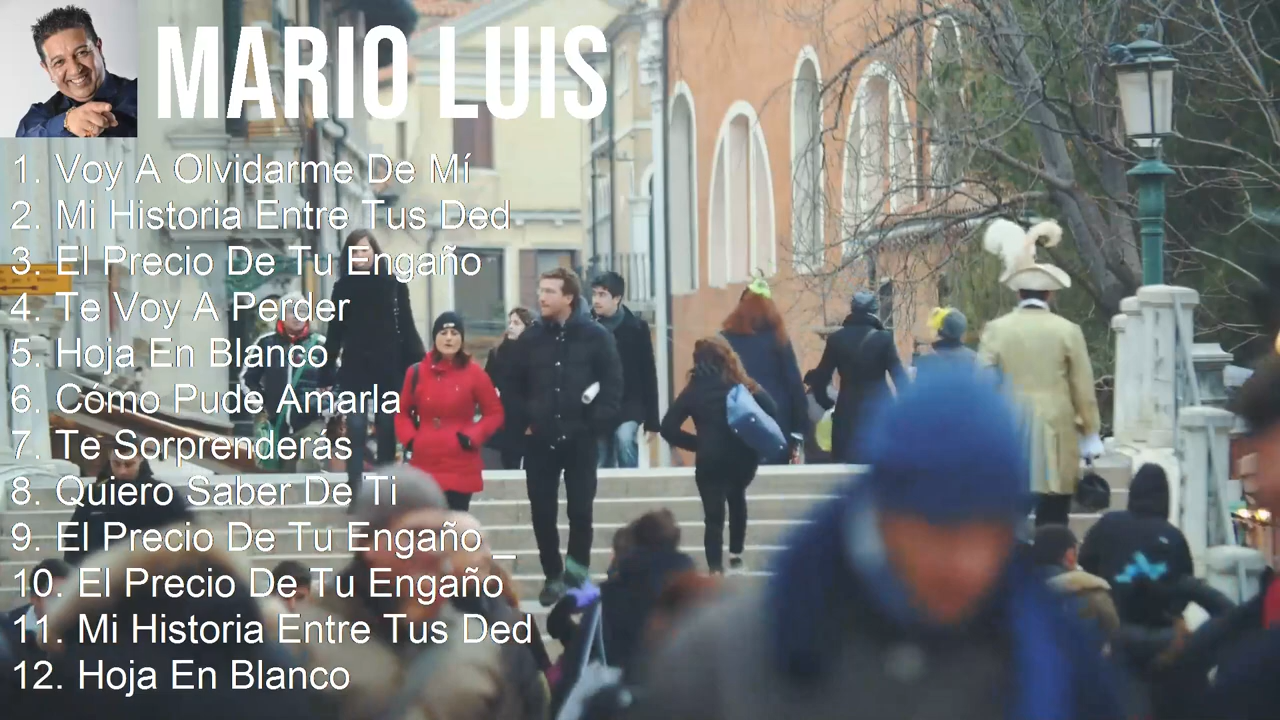 MARIO LUIS
1. Voy A Olvidarme De Mí
2. Mi Historia Entre Tus Ded
3. El Precio De Tu Engaño
4. Te Voy A Perder
5. Hoja En Blanco
6. Cómo Pude Amarla
7. Te Sorprenderás
8. Quiero Saber De Ti
9. El Precio De Tu Engaño _
10. El Precio De Tu Engaño
11. Mi Historia Entre Tus Ded
12. Hoja En Blanco